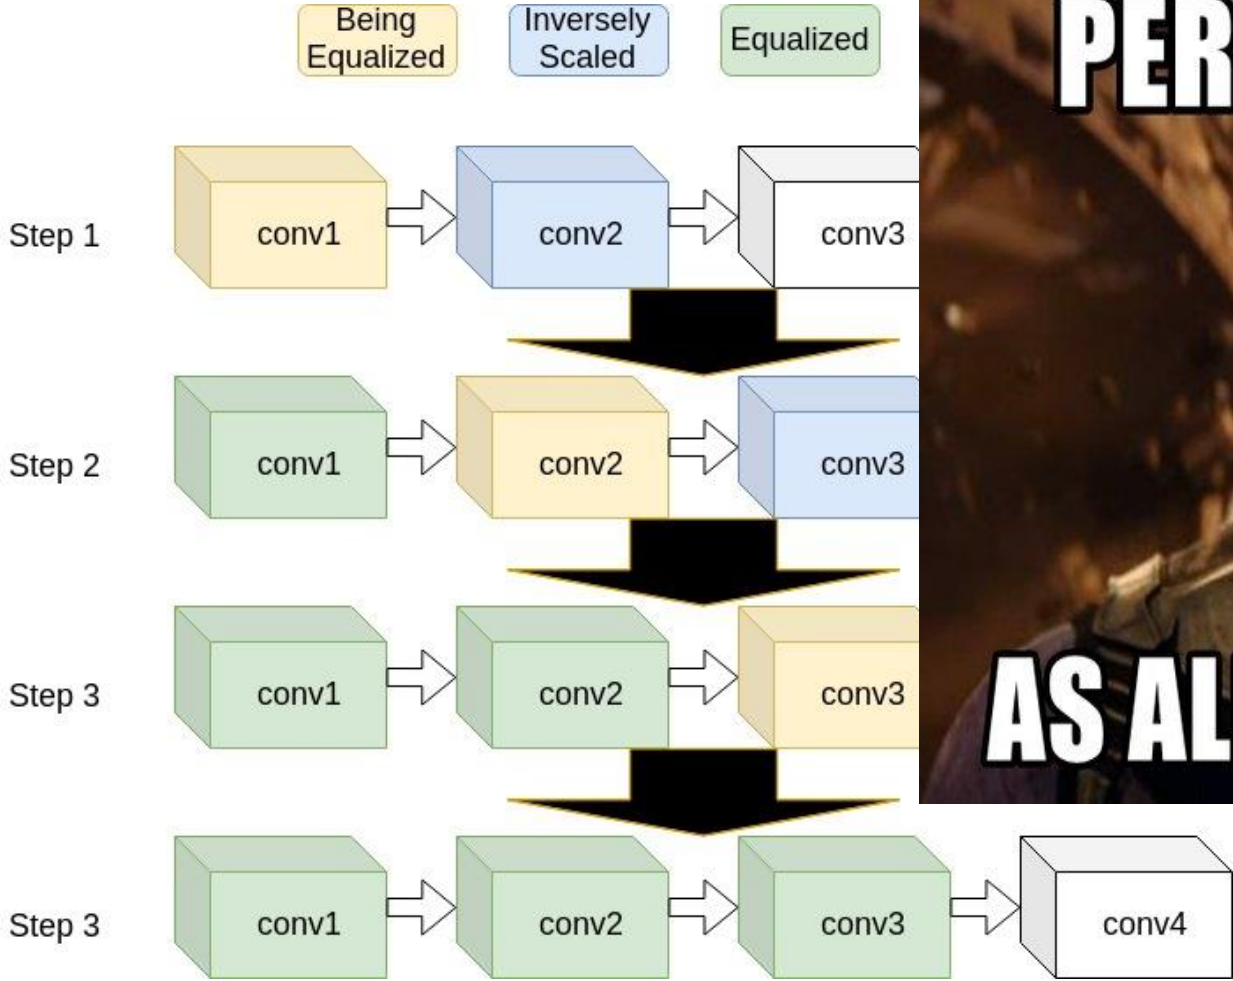 Being
Equalized
Inversely
Scaled
Equalized
PER
Step 1
conv1
conv2
conv3
Step 2
conv1
conv2
conv3
Step 3
conv1
conv2
conv3
AS AL
Step 3
conv1
conv2
conv3
conv4